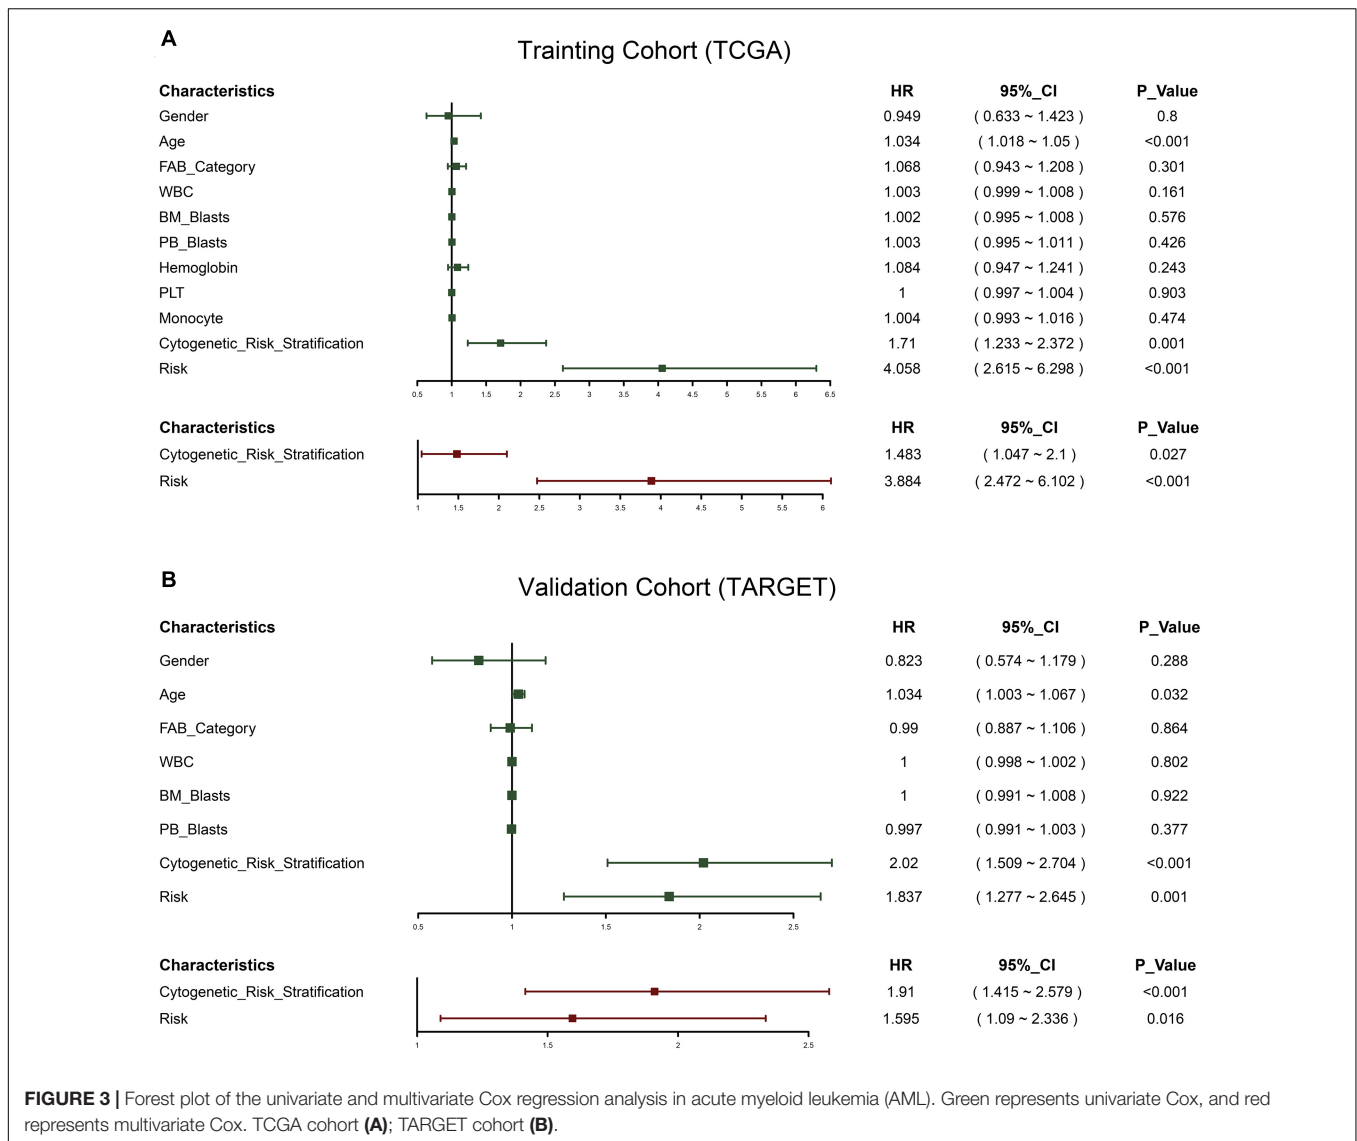 A
Trainting Cohort (TCGA)
Characteristics HR 95%_CI P_Value
Gender 0.949 ( 0.633 ~ 1.423 ) 0.8
Age 1.034 ( 1.018 ~ 1.05 ) <0.001
FAB_Category 1.068 ( 0.943 ~ 1.208 ) 0.301
WBC 1.003 ( 0.999 ~ 1.008 ) 0.161
BM_Blasts 1.002 ( 0.995 ~ 1.008 ) 0.576
PB_Blasts 1.003 ( 0.995 ~ 1.011 ) 0.426
Hemoglobin 1.084 ( 0.947 ~ 1.241 ) 0.243
PLT 1 ( 0.997 ~ 1.004 ) 0.903
Monocyte 1.004 ( 0.993 ~ 1.016 ) 0.474
Cytogenetic_Risk_Stratification 1.71 ( 1.233 ~ 2.372 ) 0.001
Risk 4.058 ( 2.615 ~ 6.298 ) <0.001
0.5 1 1.5 2 2.5 3 3.5 4 4.5 5 5.5 6 6.5
Characteristics HR 95%_CI P_Value
Cytogenetic_Risk_Stratification 1.483 ( 1.047 ~ 2.1 ) 0.027
Risk 3.884 ( 2.472 ~ 6.102 ) <0.001
1 1.5 2 2.5 3 3.5 4 4.5 5 5.5 6
B
Validation Cohort (TARGET)
Characteristics HR 95%_CI P_Value
Gender 0.823 ( 0.574 ~ 1.179 ) 0.288
Age 1.034 ( 1.003 ~ 1.067 ) 0.032
FAB_Category 0.99 ( 0.887 ~ 1.106 ) 0.864
WBC 1 ( 0.998 ~ 1.002 ) 0.802
BM_Blasts 1 ( 0.991 ~ 1.008 ) 0.922
PB_Blasts 0.997 ( 0.991 ~ 1.003 ) 0.377
Cytogenetic_Risk_Stratification 2.02 ( 1.509 ~ 2.704 ) <0.001
Risk 1.837 ( 1.277 ~ 2.645 ) 0.001
0.5 1 1.5 2 2.5
Characteristics HR 95%_CI P_Value
Cytogenetic_Risk_Stratification 1.91 ( 1.415 ~ 2.579 ) <0.001
Risk 1.595 ( 1.09 ~ 2.336 ) 0.016
1 1.5 2 2.5
FIGURE 3 | Forest plot of the univariate and multivariate Cox regression analysis in acute myeloid leukemia (AML). Green represents univariate Cox, and red
represents multivariate Cox. TCGA cohort (A); TARGET cohort (B).